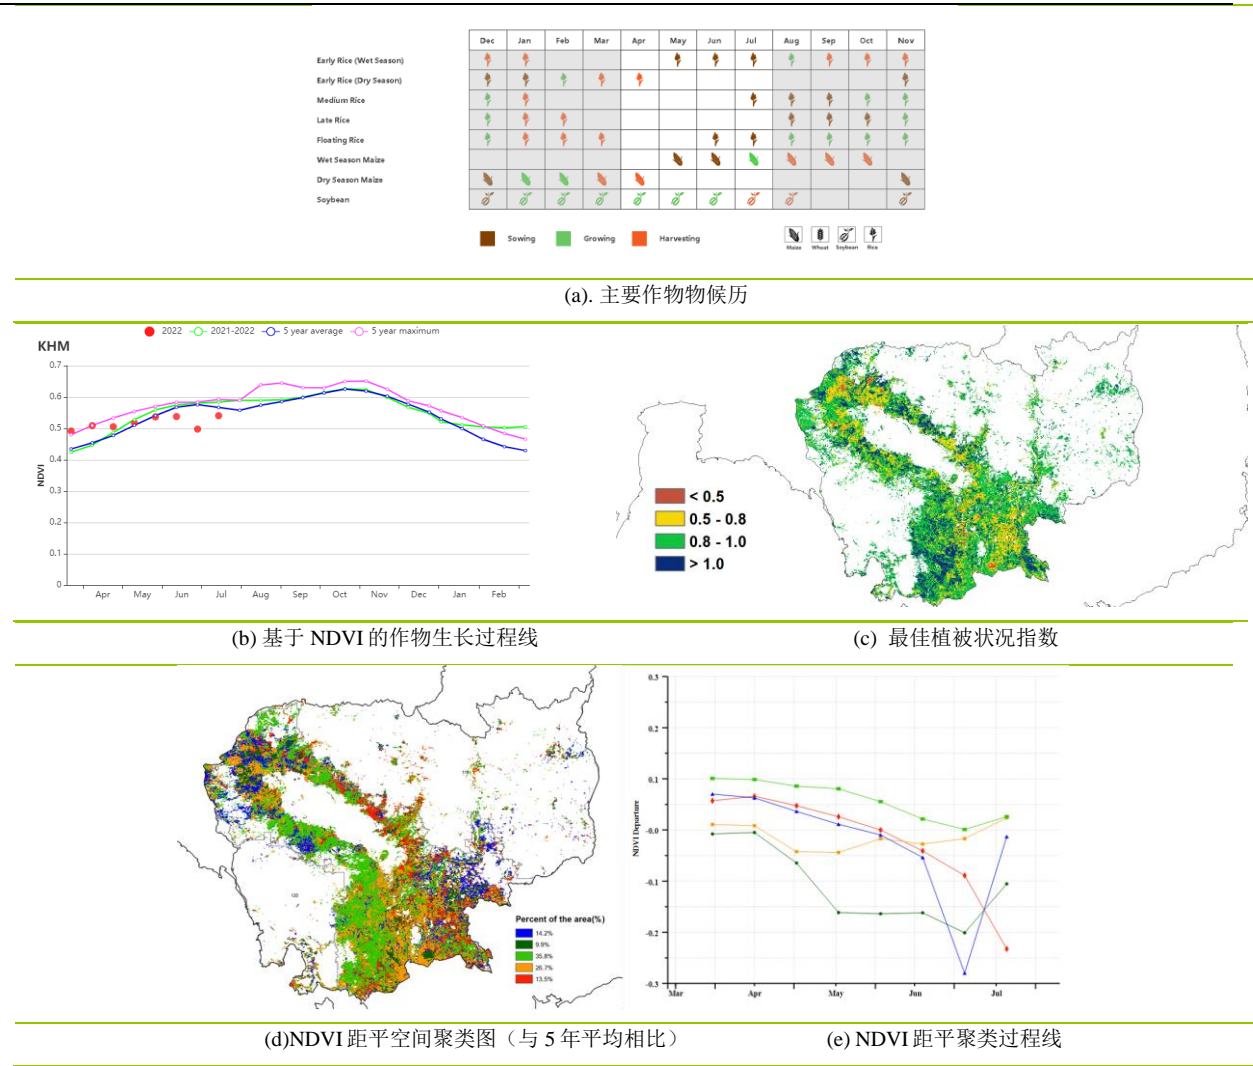 Dec Jan Feb Mar Apr May Jun Jul Aug Sep Oct Nov
Early Rice (Wet Season)
Early Rice (Dry Season)
Medium Rice
Late Rice
Floating Rice
Wet Season Maize
Dry Season Maize
Soybean
Sowing Growing Harvesting
Maize Wheat Soybean Rice
(a). 主要作物物候历
2022 2021-2022 5 year average 5 year maximum
KHM
0.7
0.6
0.5
0.4
0.3
0.2
0.1
0
NDVI
Apr May Jun Jul Aug Sep Oct Nov Dec Jan Feb
< 0.5
0.5 - 0.8
0.8 - 1.0
> 1.0
(b) 基于 NDVI 的作物生长过程线
(c) 最佳植被状况指数
Percent of the area(%)
14.2%
9.9%
35.8%
26.7%
13.5%
0.3
0.2
0.1
-0.0
-0.1
-0.2
-0.3
NDVI Departure
Mar Apr May Jun Jul
(d)NDVI 距平空间聚类图（与 5 年平均相比）
(e) NDVI 距平聚类过程线